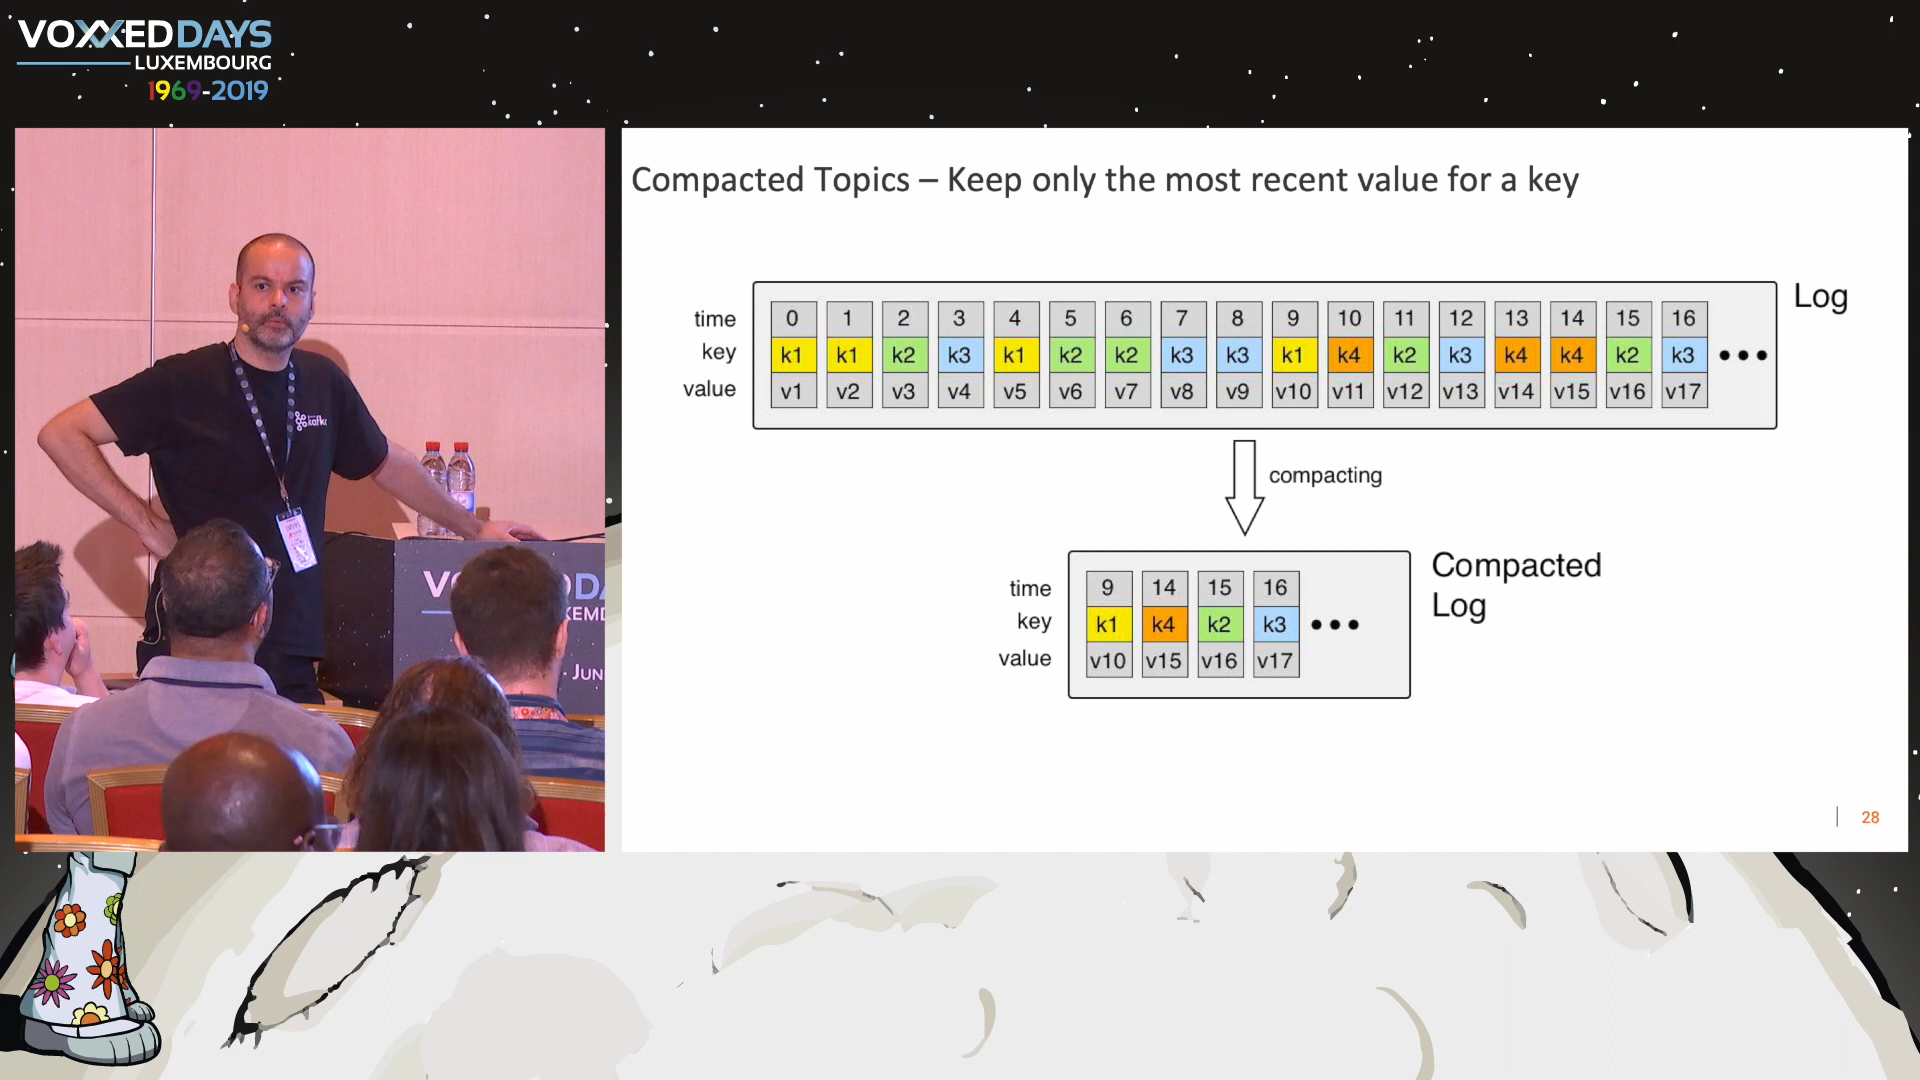 VOXXEDDAYS
LUXEMBOURG
1969-2019
Compacted Topics – Keep only the most recent value for a key
Log
time 0 1 2 3 4 5 6 7 8 9 10 11 12 13 14 15 16
key k1 k1 k2 k3 k1 k2 k2 k3 k3 k1 k4 k2 k3 k4 k4 k2 k3 •••
value v1 v2 v3 v4 v5 v6 v7 v8 v9 v10 v11 v12 v13 v14 v15 v16 v17
compacting
Compacted
Log
time 9 14 15 16
key k1 k4 k2 k3 •••
value v10 v15 v16 v17
28
kafka